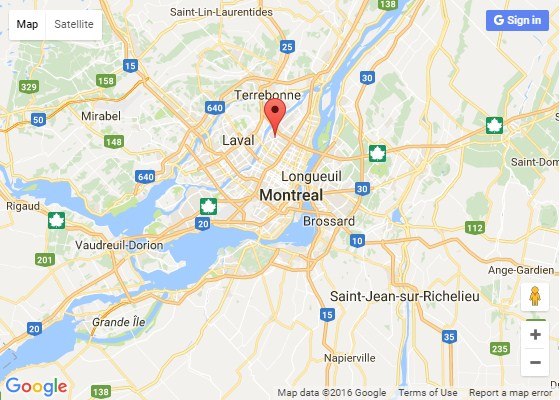 Map
Satellite
Saint-Lin-Laurentides
138
G Sign in
25
329
15
Terrebonne
30
50
Mirabel
640
148
Laval
640
Longueuil
Saint-Dom
Montreal
30
Rigaud
20
Brossard
112
Vaudreuil-Dorion
10
201
Ange-Gardien
Saint-Jean-sur-Richelieu
15
Grande Île
20
35
235
Napierville
+
−
Google
138
Map data ©2016 Google
Terms of Use
Report a map error